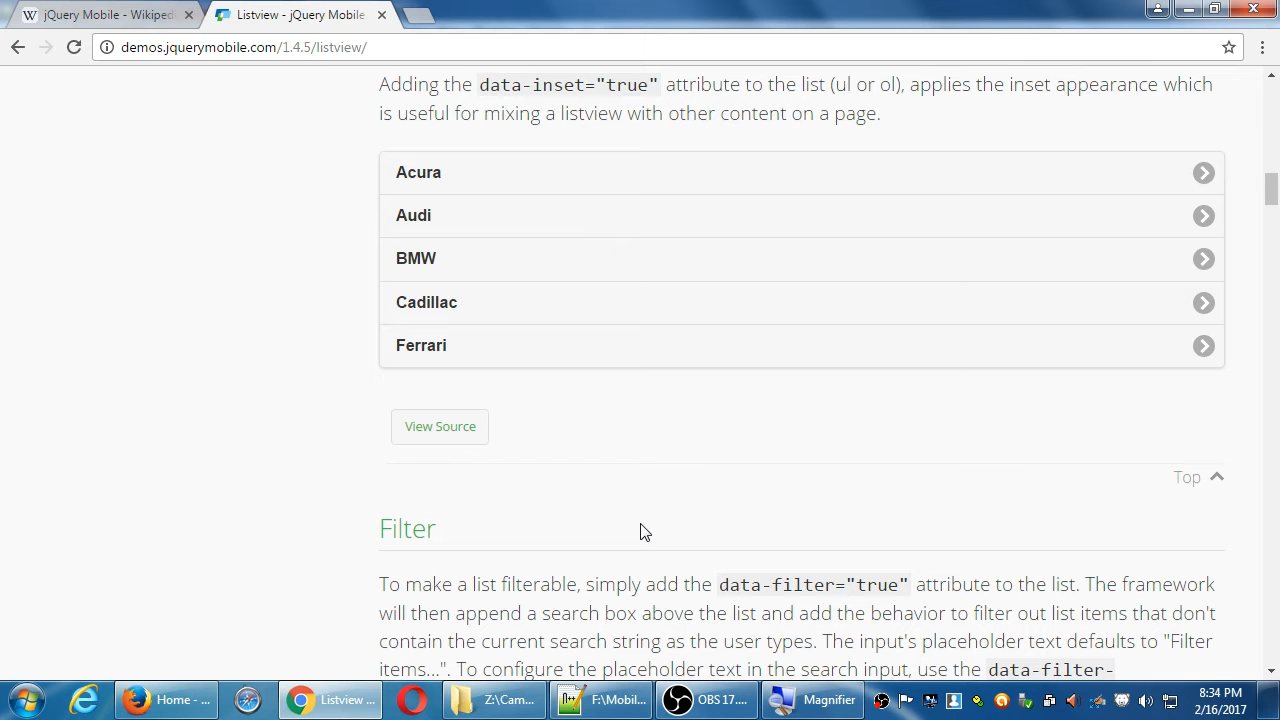 jQuery Mobile - Wikiped
Listview - jQuery Mobile
demos.jquerymobile.com/1.4.5/listview/
Adding the data-inset="true" attribute to the list (ul or ol), applies the inset appearance which
is useful for mixing a listview with other content on a page.
Acura
Audi
BMW
Cadillac
Ferrari
View Source
Top
Filter
To make a list filterable, simply add the data-filter="true" attribute to the list. The framework
will then append a search box above the list and add the behavior to filter out list items that don't
contain the current search string as the user types. The input's placeholder text defaults to "Filter
items...". To configure the placeholder text in the search input, use the data-filter-
Home - ...
Listview ...
Z:\Cam...
F:\Mobil...
OBS 17....
Magnifier
8:34 PM
2/16/2017